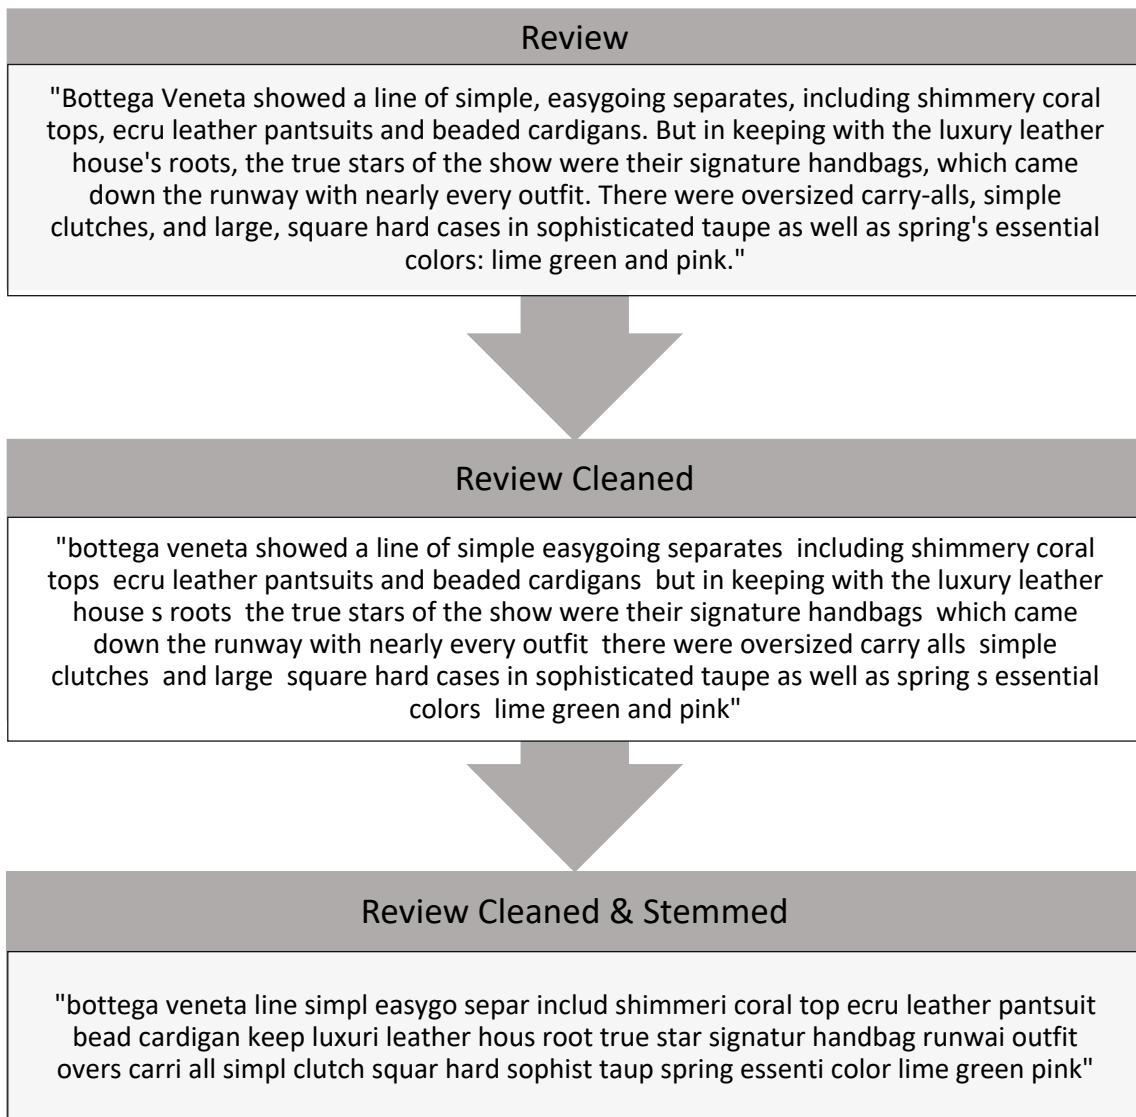 Review
"Bottega Veneta showed a line of simple, easygoing separates, including shimmery coral
tops, ecru leather pantsuits and beaded cardigans. But in keeping with the luxury leather
house's roots, the true stars of the show were their signature handbags, which came
down the runway with nearly every outfit. There were oversized carry-alls, simple
clutches, and large, square hard cases in sophisticated taupe as well as spring's essential
colors: lime green and pink."
Review Cleaned
"bottega veneta showed a line of simple easygoing separates  including shimmery coral
tops  ecru leather pantsuits and beaded cardigans  but in keeping with the luxury leather
house s roots  the true stars of the show were their signature handbags  which came
down the runway with nearly every outfit  there were oversized carry alls  simple
clutches  and large  square hard cases in sophisticated taupe as well as spring s essential
colors  lime green and pink"
Review Cleaned & Stemmed
"bottega veneta line simpl easygo separ includ shimmeri coral top ecru leather pantsuit
bead cardigan keep luxuri leather hous root true star signatur handbag runwai outfit
overs carri all simpl clutch squar hard sophist taup spring essenti color lime green pink"